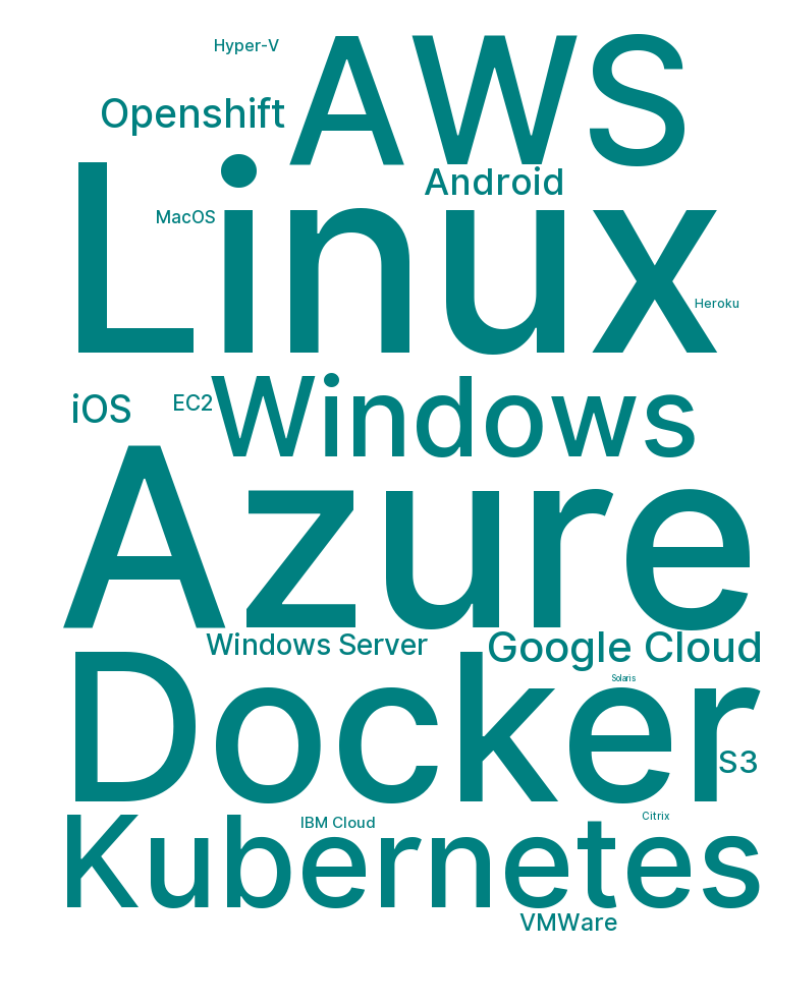 Hyper-V
AWS
Openshift
Android
Linux
MacOS
Heroku
Windows
iOS
EC2
Azure
Windows Server
Google Cloud
Solaris
Docker
S3
IBM Cloud
Citrix
Kubernetes
VMWare